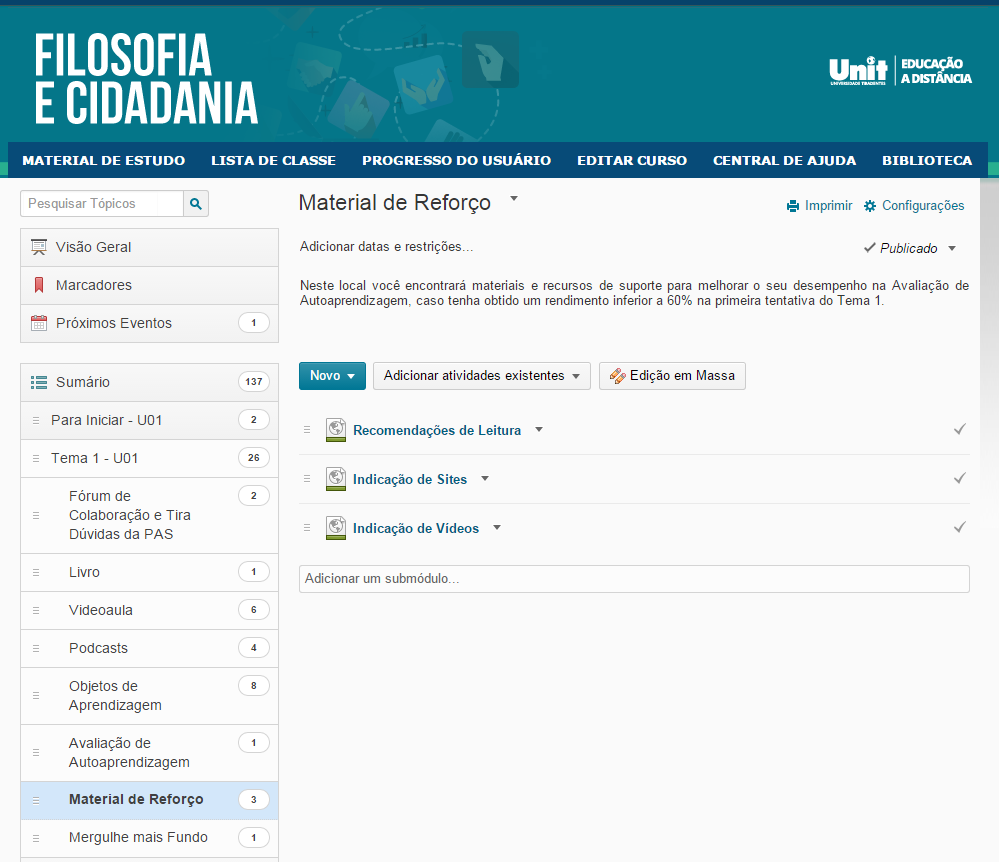 FILOSOFIA
E CIDADANIA
Unit
UNIVERSIDADE TIRADENTES
EDUCAÇÃO
A DISTÂNCIA
MATERIAL DE ESTUDO LISTA DE CLASSE PROGRESSO DO USUÁRIO EDITAR CURSO CENTRAL DE AJUDA BIBLIOTECA
Pesquisar Tópicos
Visão Geral
Marcadores
Próximos Eventos 1
Sumário 137
Para Iniciar - U01 2
Tema 1 - U01 26
Fórum de 2
Colaboração e Tira
Dúvidas da PAS
Livro 1
Videoaula 6
Podcasts 4
Objetos de 8
Aprendizagem
Avaliação de 1
Autoaprendizagem
Material de Reforço 3
Mergulhe mais Fundo 1
Material de Reforço
Imprimir Configurações
Adicionar datas e restrições...
Publicado
Neste local você encontrará materiais e recursos de suporte para melhorar o seu desempenho na Avaliação de
Autoaprendizagem, caso tenha obtido um rendimento inferior a 60% na primeira tentativa do Tema 1.
Novo Adicionar atividades existentes Edição em Massa
Recomendações de Leitura
Indicação de Sites
Indicação de Vídeos
Adicionar um submódulo...